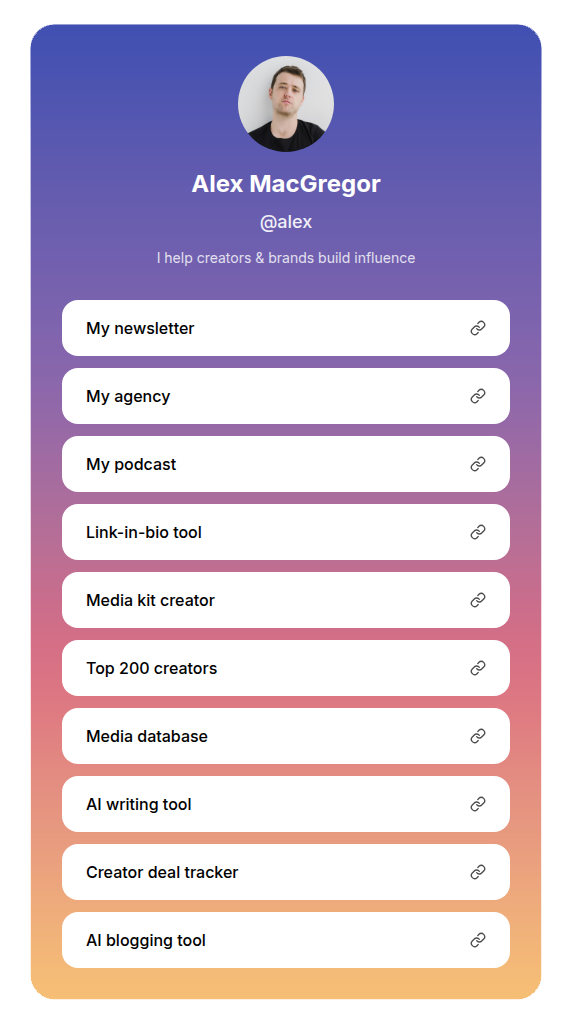 Alex MacGregor
@alex
I help creators & brands build influence
My newsletter
My agency
My podcast
Link-in-bio tool
Media kit creator
Top 200 creators
Media database
AI writing tool
Creator deal tracker
AI blogging tool